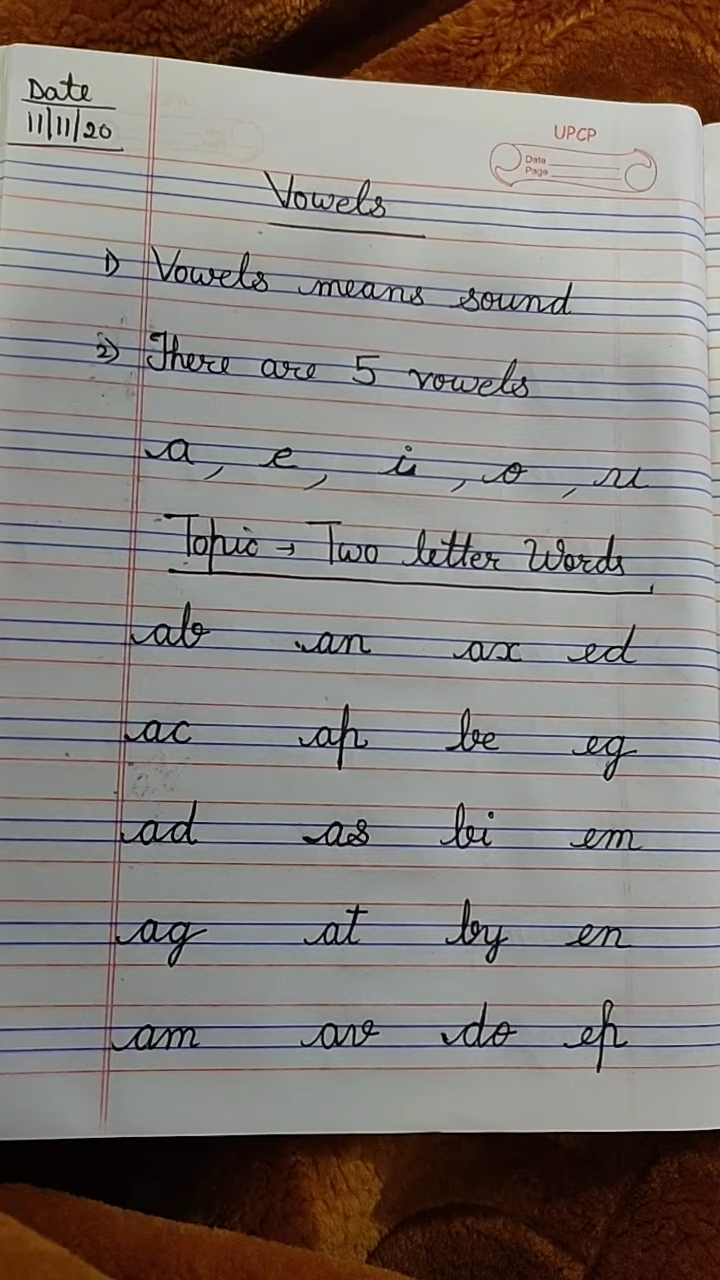 Date
11/11/20
UPCP
Date
Page
Vowels
1) Vowels means sound
2) There are 5 vowels
a, e, i, o, u
Topic → Two letter Words
ab an ax ed
ac ap be eg
ad as bi em
ag at by en
am av do ep